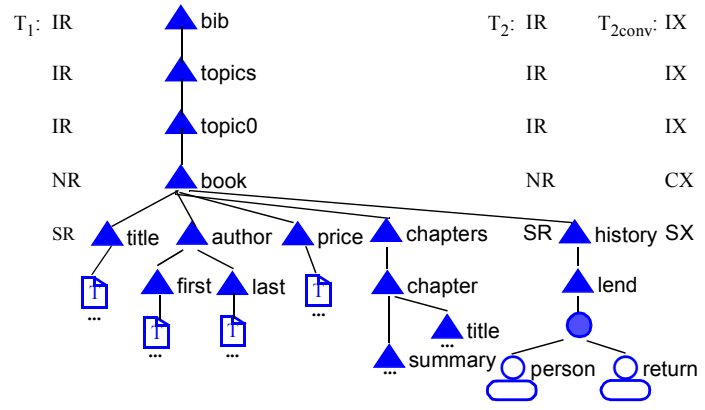 T1: IR bib T2: IR T2conv: IX
IR topics IR IX
IR topic0 IR IX
NR book NR CX
SR title author price chapters SR history SX
T first last T chapter lend
... T T ... title
... ... ... summary person return
...